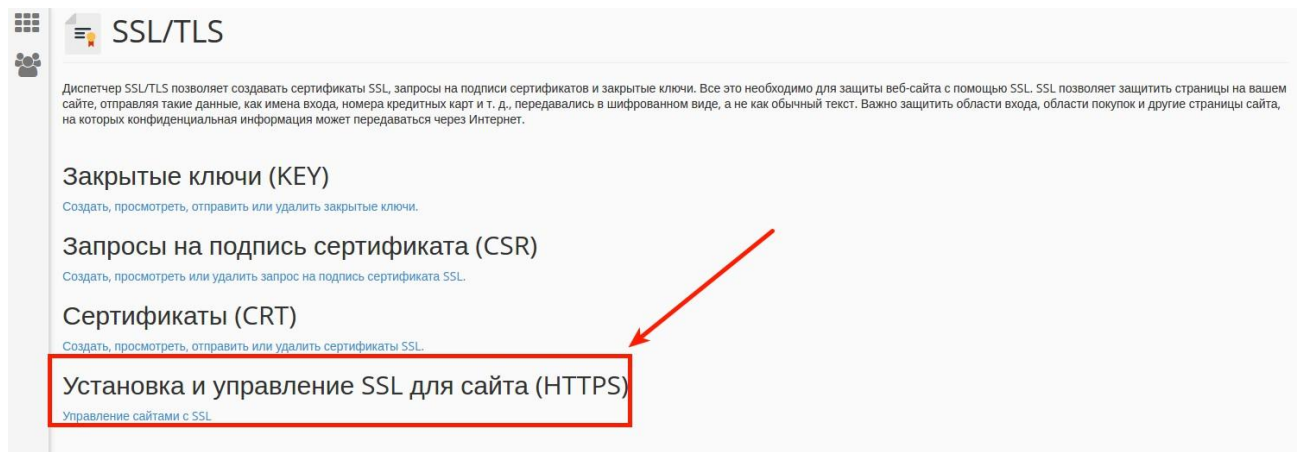 SSL/TLS
Диспетчер SSL/TLS позволяет создавать сертификаты SSL, запросы на подписи сертификатов и закрытые ключи. Все это необходимо для защиты веб-сайта с помощью SSL. SSL позволяет защитить страницы на вашем
сайте, отправляя такие данные, как имена входа, номера кредитных карт и т. д., передавались в шифрованном виде, а не как обычный текст. Важно защитить области входа, области покупок и другие страницы сайта,
на которых конфиденциальная информация может передаваться через Интернет.
Закрытые ключи (KEY)
Создать, просмотреть, отправить или удалить закрытые ключи.
Запросы на подпись сертификата (CSR)
Создать, просмотреть или удалить запрос на подпись сертификата SSL.
Сертификаты (CRT)
Создать, просмотреть, отправить или удалить сертификаты SSL.
Установка и управление SSL для сайта (HTTPS)
Управление сайтами с SSL